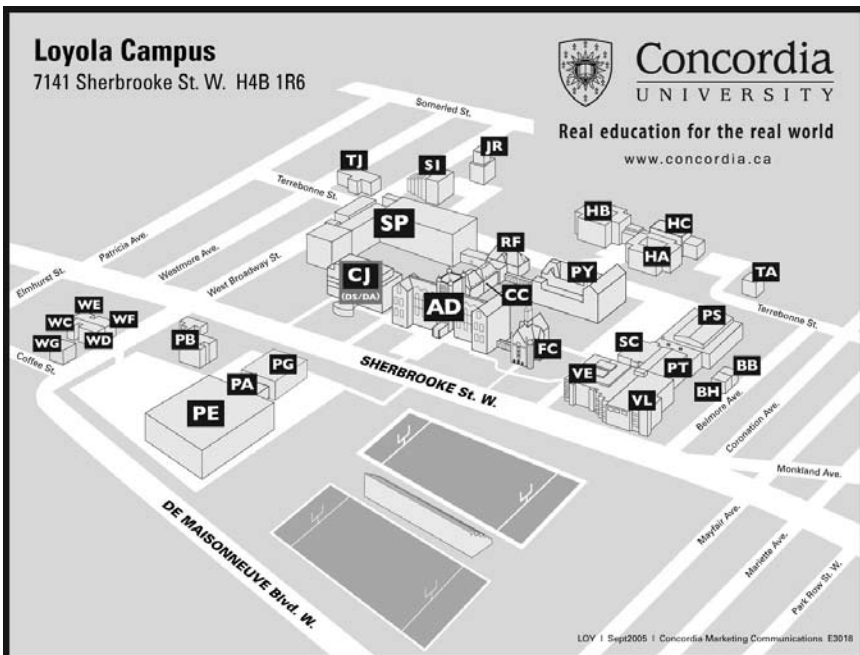 Loyola Campus
7141 Sherbrooke St. W. H4B 1R6
Concordia
UNIVERSITY
Real education for the real world
www.concordia.ca
Somerled St.
JR
TJ
SI
Terrebonne St.
SP
HB
HC
RF
HA
Patricia Ave.
Westmore Ave.
West Broadway St.
Elmhurst St.
CJ
(DS/DA)
AD
CC
PY
TA
Terrebonne St.
WE
WC
WF
WG
WD
PB
Coffee St.
PS
SC
FC
VE
PT
BB
BH
VL
PG
PA
PE
SHERBROOKE St. W.
Belmore Ave.
Coronation Ave.
Monkland Ave.
DE MAISONNEUVE Blvd. W.
Mayfair Ave.
Mariette Ave.
Park Row St. W.
LOY | Sept2005 | Concordia Marketing Communications E3018